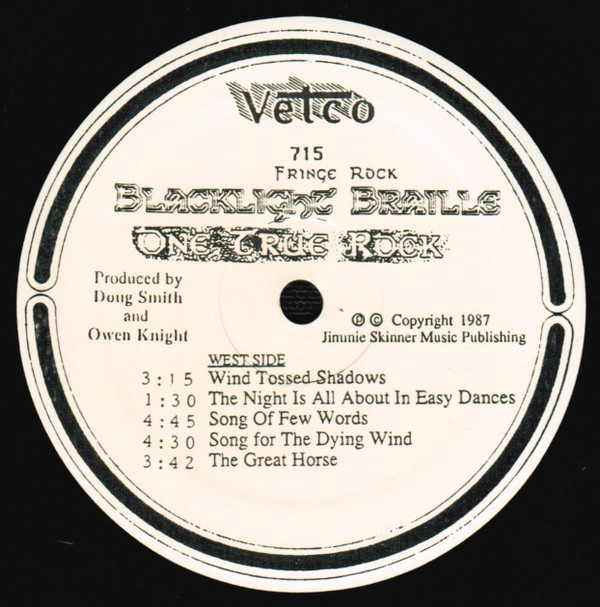 Vetco
715
Fringe Rock
Blacklight Braille
One True Rock
Produced by
Doug Smith
and
Owen Knight
℗ © Copyright 1987
Jimmie Skinner Music Publishing
WEST SIDE
3:15 Wind Tossed Shadows
1:30 The Night Is All About In Easy Dances
4:45 Song Of Few Words
4:30 Song for The Dying Wind
3:42 The Great Horse